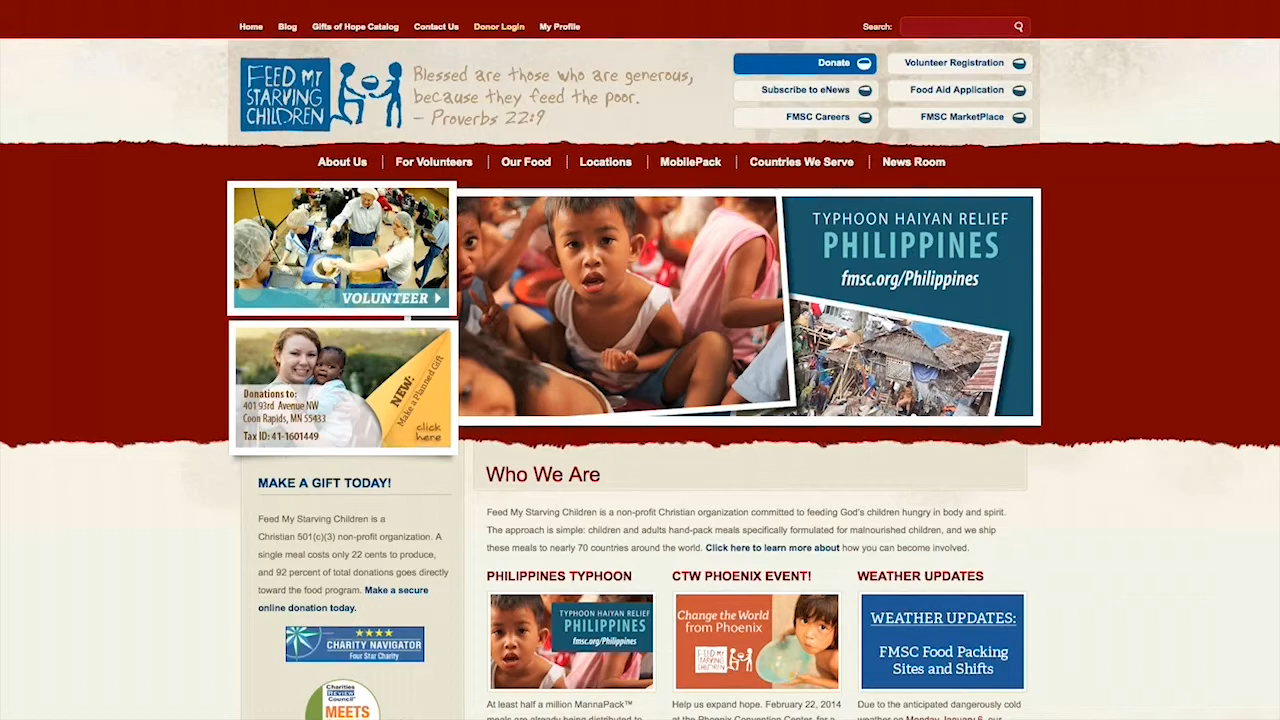 Home Blog Gifts of Hope Catalog Contact Us Donor Login My Profile Search:
FEED MY
STARVING
CHILDREN
Blessed are those who are generous,
because they feed the poor.
– Proverbs 22:9
Donate Volunteer Registration
Subscribe to eNews Food Aid Application
FMSC Careers FMSC MarketPlace
About Us For Volunteers Our Food Locations MobilePack Countries We Serve News Room
VOLUNTEER
TYPHOON HAIYAN RELIEF
PHILIPPINES
fmsc.org/Philippines
Donations to:
401 93rd Avenue NW
Coon Rapids, MN 55433
Tax ID: 41-1601449
NEW:
Make a Planned Gift
click
here
MAKE A GIFT TODAY!
Feed My Starving Children is a
Christian 501(c)(3) non-profit organization. A
single meal costs only 22 cents to produce,
and 92 percent of total donations goes directly
toward the food program. Make a secure
online donation today.
CHARITY NAVIGATOR
Four Star Charity
Charities
REVIEW
Council
MEETS
Who We Are
Feed My Starving Children is a non-profit Christian organization committed to feeding God's children hungry in body and spirit.
The approach is simple: children and adults hand-pack meals specifically formulated for malnourished children, and we ship
these meals to nearly 70 countries around the world. Click here to learn more about how you can become involved.
PHILIPPINES TYPHOON
TYPHOON HAIYAN RELIEF
PHILIPPINES
fmsc.org/Philippines
At least half a million MannaPack™
meals are already being distributed to
CTW PHOENIX EVENT!
Change the World
from Phoenix
FEED MY
STARVING
CHILDREN
Help us expand hope. February 22, 2014
at the Phoenix Convention Center, for a
WEATHER UPDATES
WEATHER UPDATES:
FMSC Food Packing
Sites and Shifts
Due to the anticipated dangerously cold
weather on Monday, January 6, our